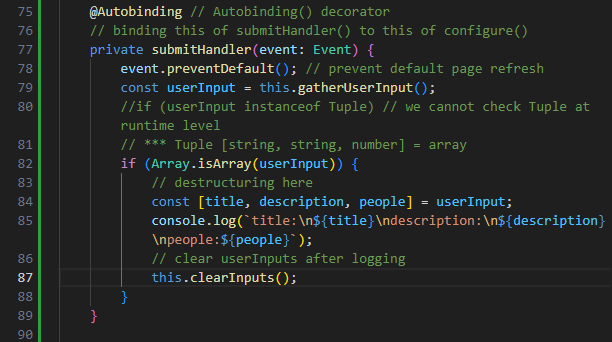 75 @Autobinding // Autobinding() decorator
76 // binding this of submitHandler() to this of configure()
77 private submitHandler(event: Event) {
78 event.preventDefault(); // prevent default page refresh
79 const userInput = this.gatherUserInput();
80 //if (userInput instanceof Tuple) // we cannot check Tuple at
runtime level
81 // *** Tuple [string, string, number] = array
82 if (Array.isArray(userInput)) {
83 // destructuring here
84 const [title, description, people] = userInput;
85 console.log(`title:\n${title}\ndescription:\n${description}
\npeople:${people}`);
86 // clear userInputs after logging
87 this.clearInputs();
88 }
89 }
90